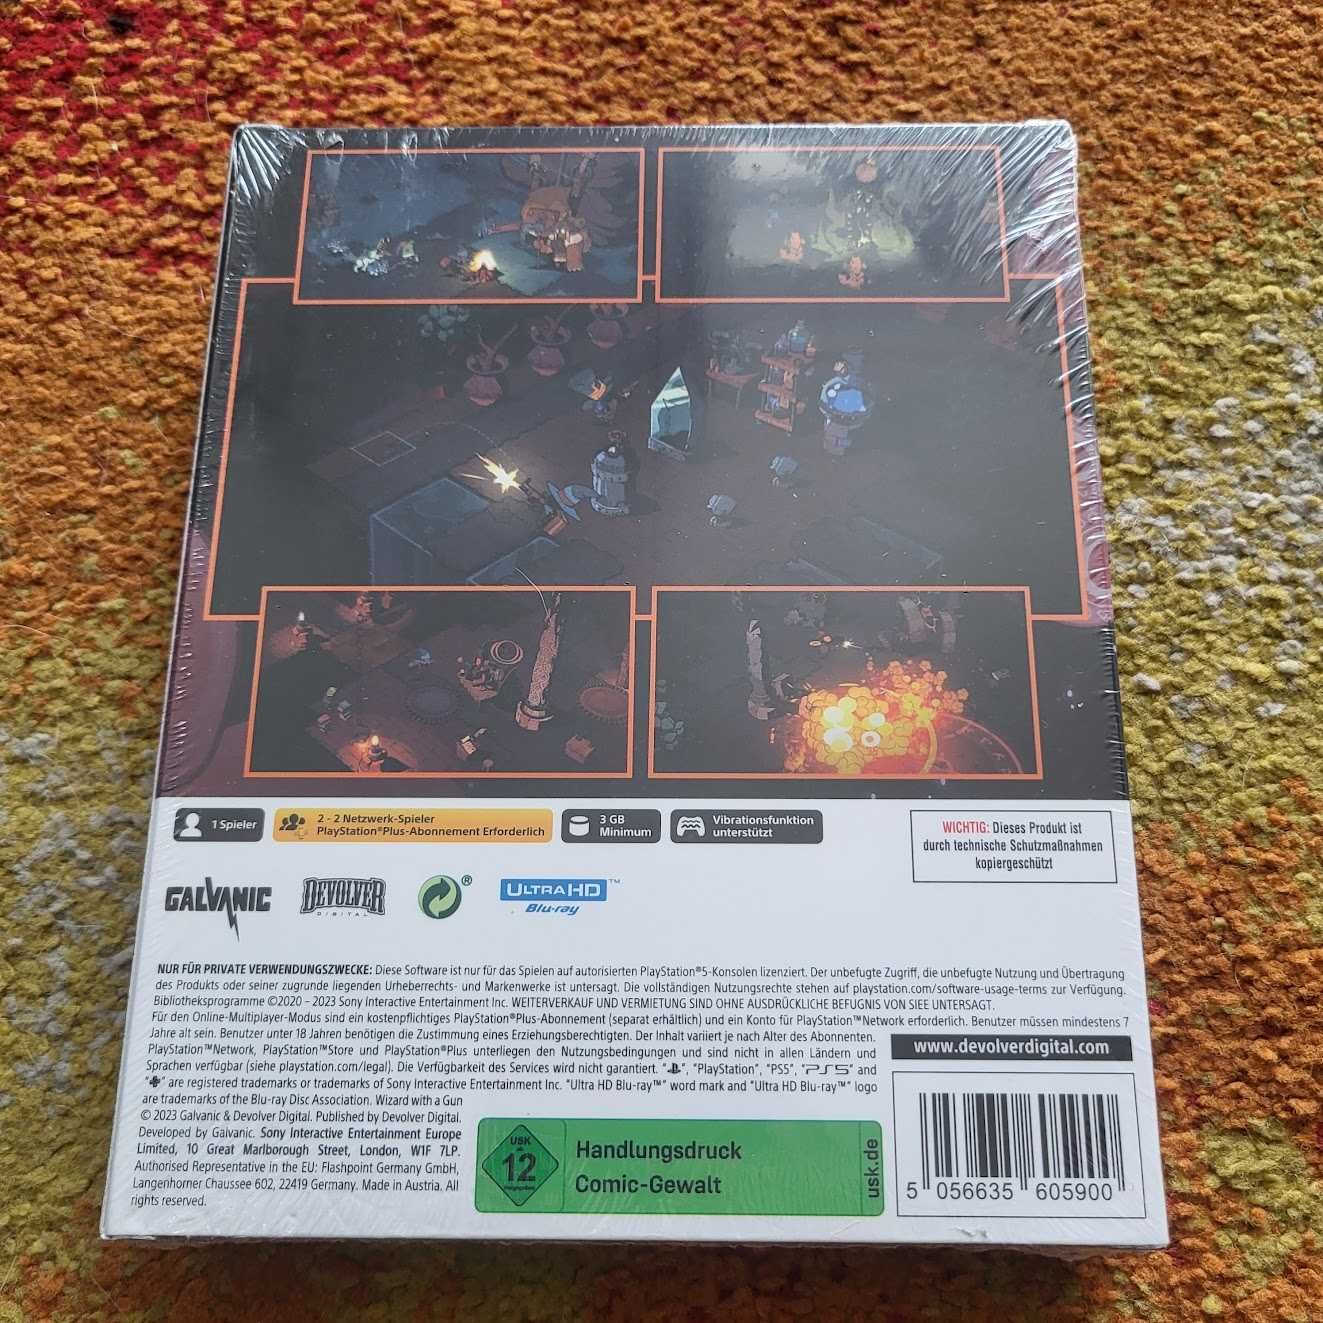 1 Spieler
2 - 2 Netzwerk-Spieler
PlayStation®Plus-Abonnement Erforderlich
3 GB
Minimum
Vibrationsfunktion
unterstützt
WICHTIG: Dieses Produkt ist
durch technische Schutzmaßnahmen
kopiergeschützt
GALVANIC
DEVOLVER
DIGITAL
®
ULTRA HD™
Blu-ray
NUR FÜR PRIVATE VERWENDUNGSZWECKE: Diese Software ist nur für das Spielen auf autorisierten PlayStation®5-Konsolen lizenziert. Der unbefugte Zugriff, die unbefugte Nutzung und Übertragung
des Produkts oder seiner zugrunde liegenden Urheberrechts- und Markenwerke ist untersagt. Die vollständigen Nutzungsrechte stehen auf playstation.com/software-usage-terms zur Verfügung.
Bibliotheksprogramme ©2020 - 2023 Sony Interactive Entertainment Inc. WEITERVERKAUF UND VERMIETUNG SIND OHNE AUSDRÜCKLICHE BEFUGNIS VON SIEE UNTERSAGT.
Für den Online-Multiplayer-Modus sind ein kostenpflichtiges PlayStation®Plus-Abonnement (separat erhältlich) und ein Konto für PlayStation™Network erforderlich. Benutzer müssen mindestens 7
Jahre alt sein. Benutzer unter 18 Jahren benötigen die Zustimmung eines Erziehungsberechtigten. Der Inhalt variiert je nach Alter des Abonnenten.
PlayStation™Network, PlayStation™Store und PlayStation®Plus unterliegen den Nutzungsbedingungen und sind nicht in allen Ländern und
Sprachen verfügbar (siehe playstation.com/legal). Die Verfügbarkeit des Services wird nicht garantiert. "", "PlayStation", "PS5", "PS5" and
"" are registered trademarks or trademarks of Sony Interactive Entertainment Inc. "Ultra HD Blu-ray™" word mark and "Ultra HD Blu-ray™" logo
are trademarks of the Blu-ray Disc Association. Wizard with a Gun
© 2023 Galvanic & Devolver Digital. Published by Devolver Digital.
Developed by Galvanic. Sony Interactive Entertainment Europe
Limited, 10 Great Marlborough Street, London, W1F 7LP.
Authorised Representative in the EU: Flashpoint Germany GmbH,
Langenhorner Chaussee 602, 22419 Germany. Made in Austria. All
rights reserved.
www.devolverdigital.com
USK
ab
12
freigegeben
Handlungsdruck
Comic-Gewalt
usk.de
5 056635 605900